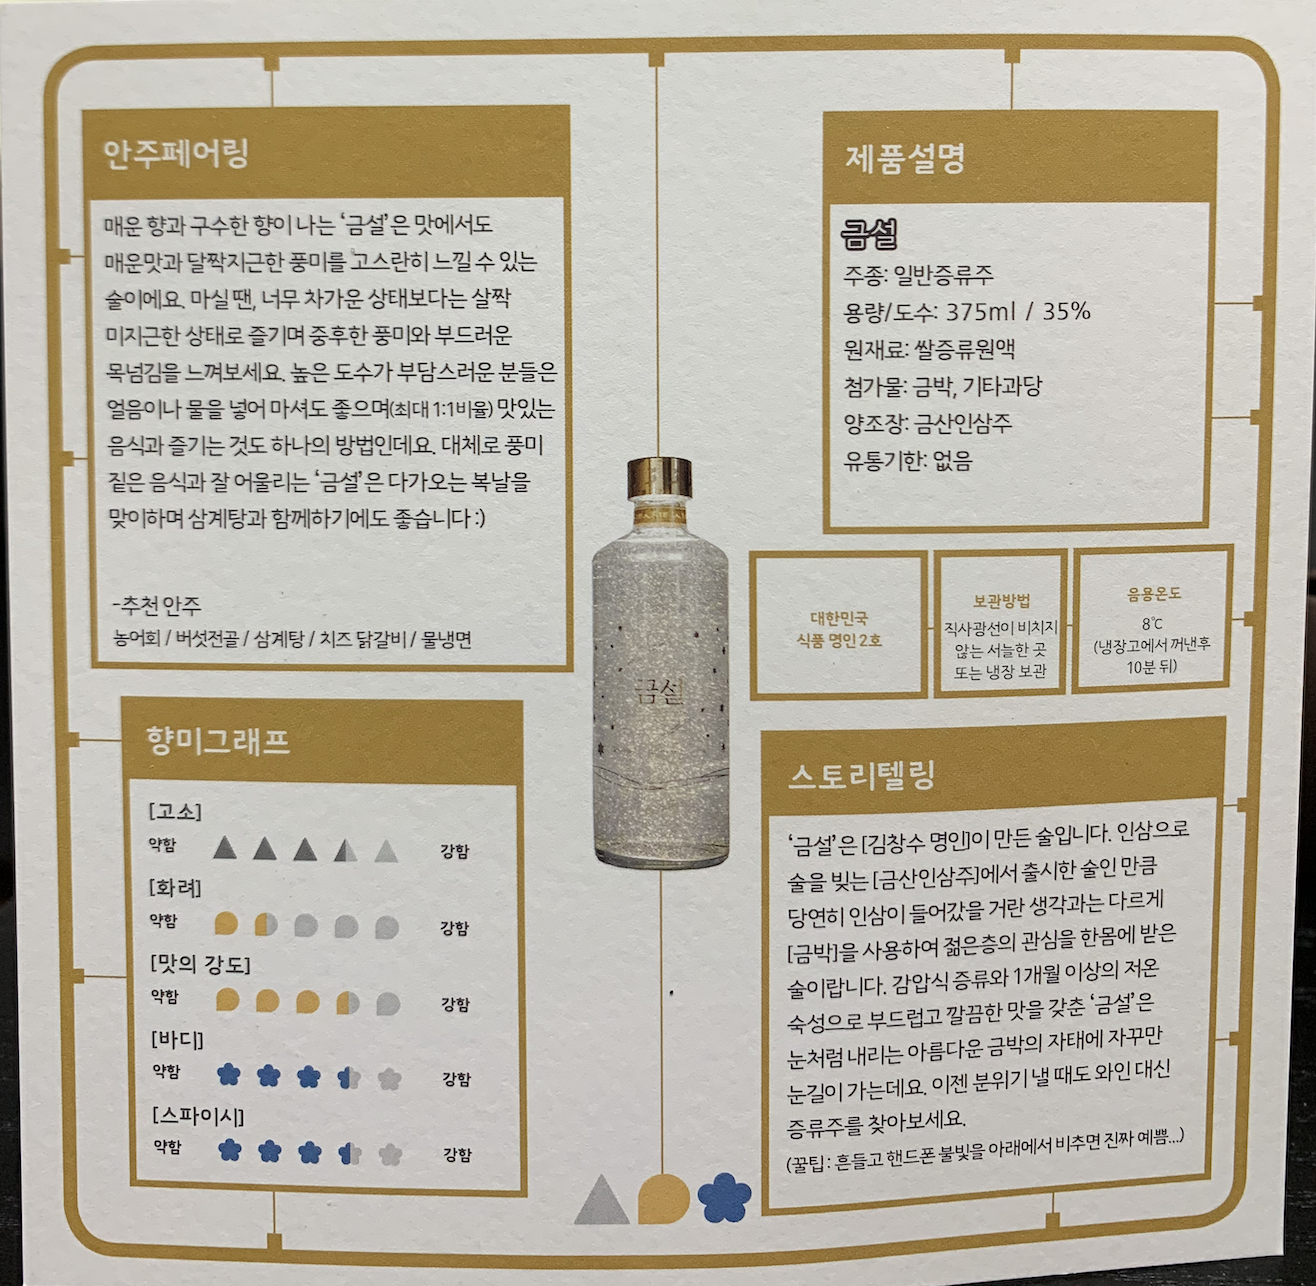 안주페어링
매운 향과 구수한 향이 나는 ‘금설’은 맛에서도
매운맛과 달짝지근한 풍미를 고스란히 느낄 수 있는
술이에요. 마실 땐, 너무 차가운 상태보다는 살짝
미지근한 상태로 즐기며 중후한 풍미와 부드러운
목넘김을 느껴보세요. 높은 도수가 부담스러운 분들은
얼음이나 물을 넣어 마셔도 좋으며(최대 1:1비율) 맛있는
음식과 즐기는 것도 하나의 방법인데요. 대체로 풍미
짙은 음식과 잘 어울리는 ‘금설’은 다가오는 복날을
맞이하며 삼계탕과 함께하기에도 좋습니다 :)
-추천 안주
농어회 / 버섯전골 / 삼계탕 / 치즈 닭갈비 / 물냉면
제품설명
금설
주종: 일반증류주
용량/도수: 375ml / 35%
원재료: 쌀증류원액
첨가물: 금박, 기타과당
양조장: 금산인삼주
유통기한: 없음
대한민국
식품 명인 2호
보관방법
직사광선이 비치지
않는 서늘한 곳
또는 냉장 보관
음용온도
8℃
(냉장고에서 꺼낸후
10분 뒤)
금설
향미그래프
[고소]
약함 강함
[화려]
약함 강함
[맛의 강도]
약함 강함
[바디]
약함 강함
[스파이시]
약함 강함
스토리텔링
‘금설’은 [김창수 명인]이 만든 술입니다. 인삼으로
술을 빚는 [금산인삼주]에서 출시한 술인 만큼
당연히 인삼이 들어갔을 거란 생각과는 다르게
[금박]을 사용하여 젊은층의 관심을 한몸에 받은
술이랍니다. 감압식 증류와 1개월 이상의 저온
숙성으로 부드럽고 깔끔한 맛을 갖춘 ‘금설’은
눈처럼 내리는 아름다운 금박의 자태에 자꾸만
눈길이 가는데요. 이젠 분위기 낼 때도 와인 대신
증류주를 찾아보세요.
(꿀팁 : 흔들고 핸드폰 불빛을 아래에서 비추면 진짜 예쁨...)